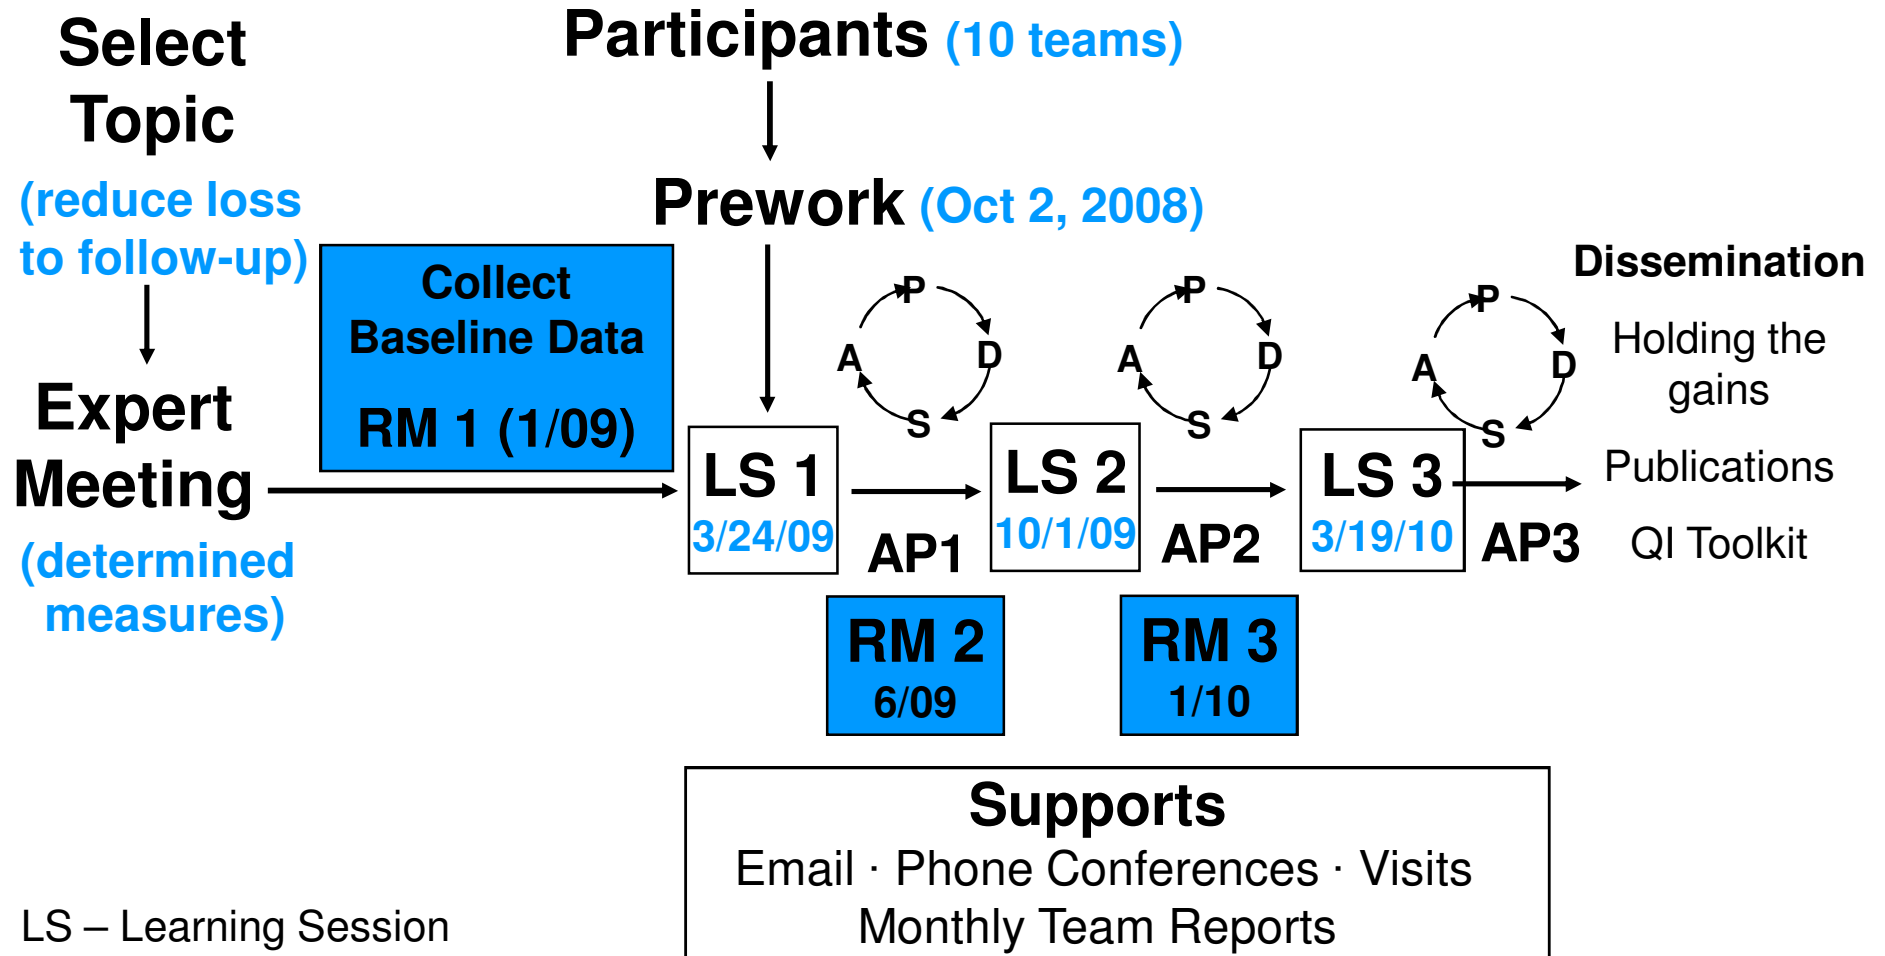 Select
Topic
(reduce loss
to follow-up)
Expert
Meeting
(determined
measures)
Participants (10 teams)
Prework (Oct 2, 2008)
Collect
Baseline Data
RM 1 (1/09)
P
A
D
S
P
A
D
S
P
A
D
S
LS 1
3/24/09
AP1
LS 2
10/1/09
AP2
LS 3
3/19/10
AP3
RM 2
6/09
RM 3
1/10
Dissemination
Holding the
gains
Publications
QI Toolkit
Supports
Email · Phone Conferences · Visits
Monthly Team Reports
LS – Learning Session